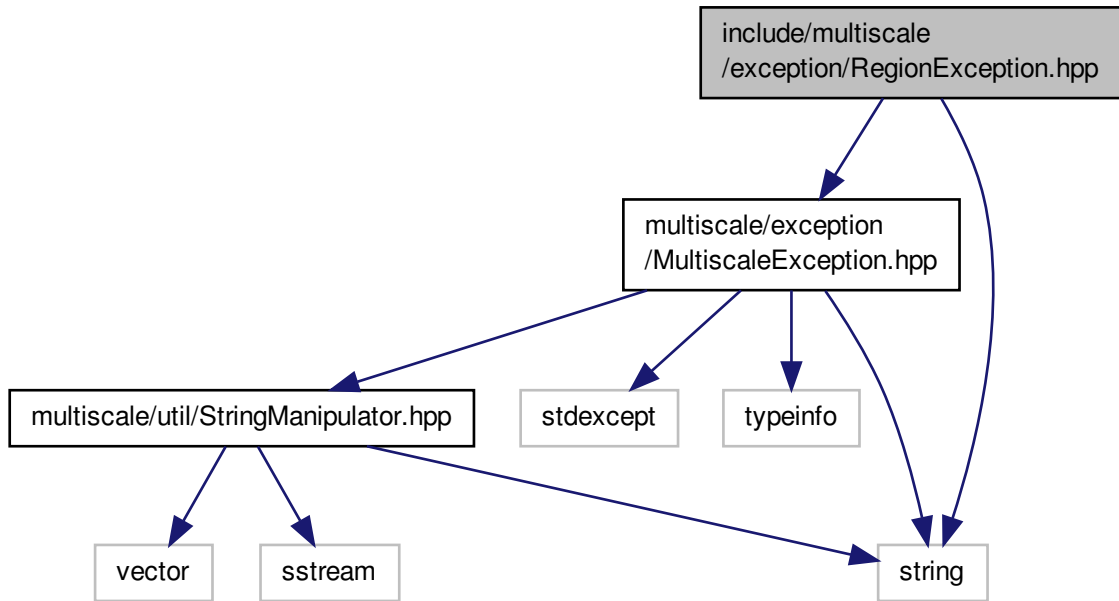 include/multiscale
/exception/RegionException.hpp
multiscale/exception
/MultiscaleException.hpp
multiscale/util/StringManipulator.hpp
stdexcept
typeinfo
vector
sstream
string